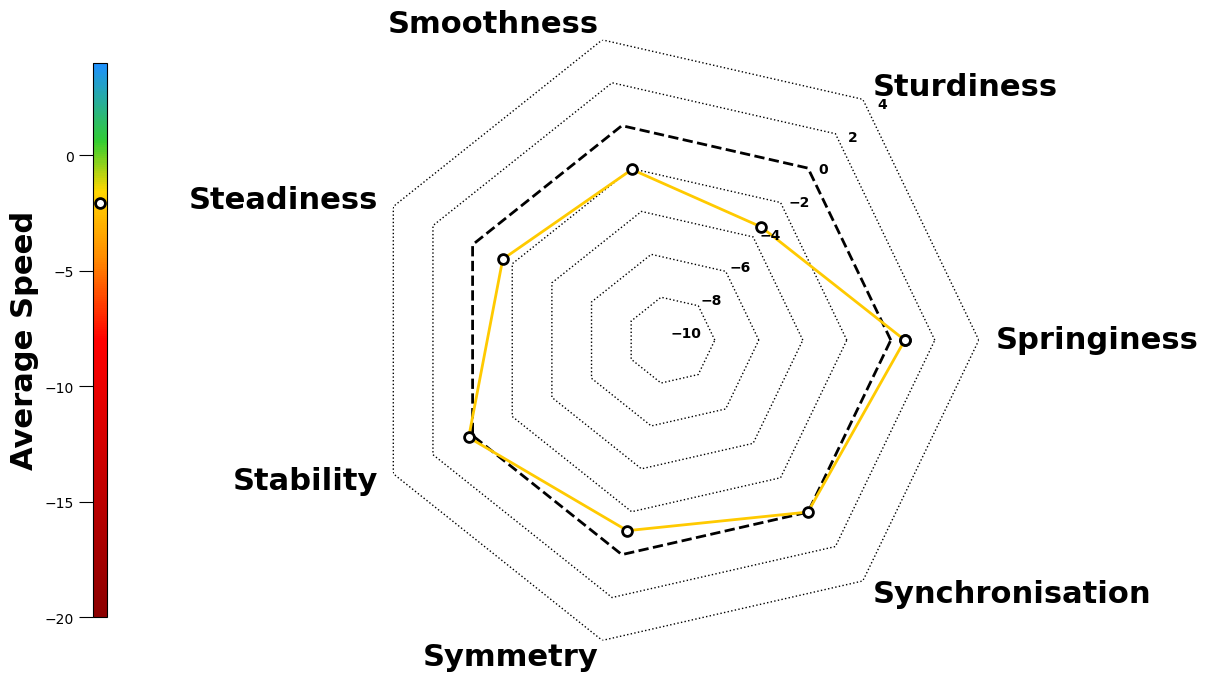 Smoothness
Sturdiness
4
2
0
−2
−4
−6
−8
−10
Steadiness
Springiness
Stability
Synchronisation
Symmetry
Average Speed
0
−5
−10
−15
−20